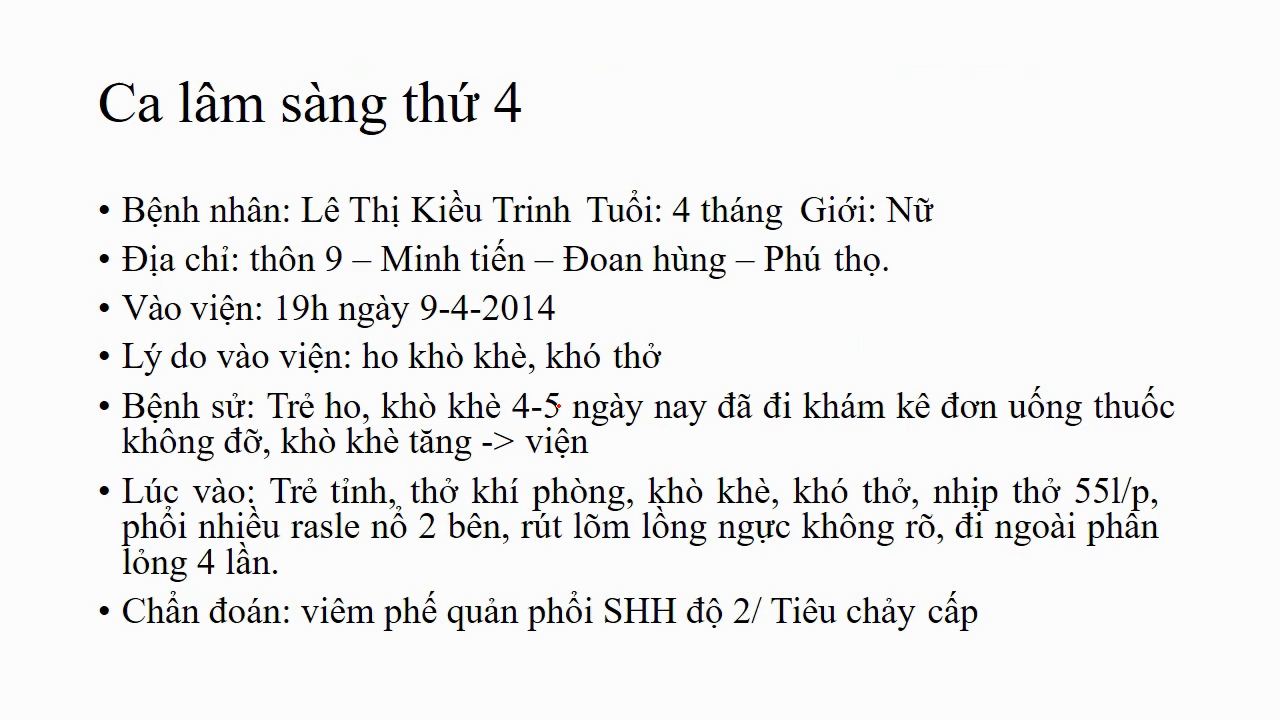 Ca lâm sàng thứ 4
• Bệnh nhân: Lê Thị Kiều Trinh Tuổi: 4 tháng Giới: Nữ
• Địa chỉ: thôn 9 – Minh tiến – Đoan hùng – Phú thọ.
• Vào viện: 19h ngày 9-4-2014
• Lý do vào viện: ho khò khè, khó thở
• Bệnh sử: Trẻ ho, khò khè 4-5 ngày nay đã đi khám kê đơn uống thuốc
không đỡ, khò khè tăng -> viện
• Lúc vào: Trẻ tỉnh, thở khí phòng, khò khè, khó thở, nhịp thở 55l/p,
phổi nhiều rasle nổ 2 bên, rút lõm lồng ngực không rõ, đi ngoài phân
lỏng 4 lần.
• Chẩn đoán: viêm phế quản phổi SHH độ 2/ Tiêu chảy cấp